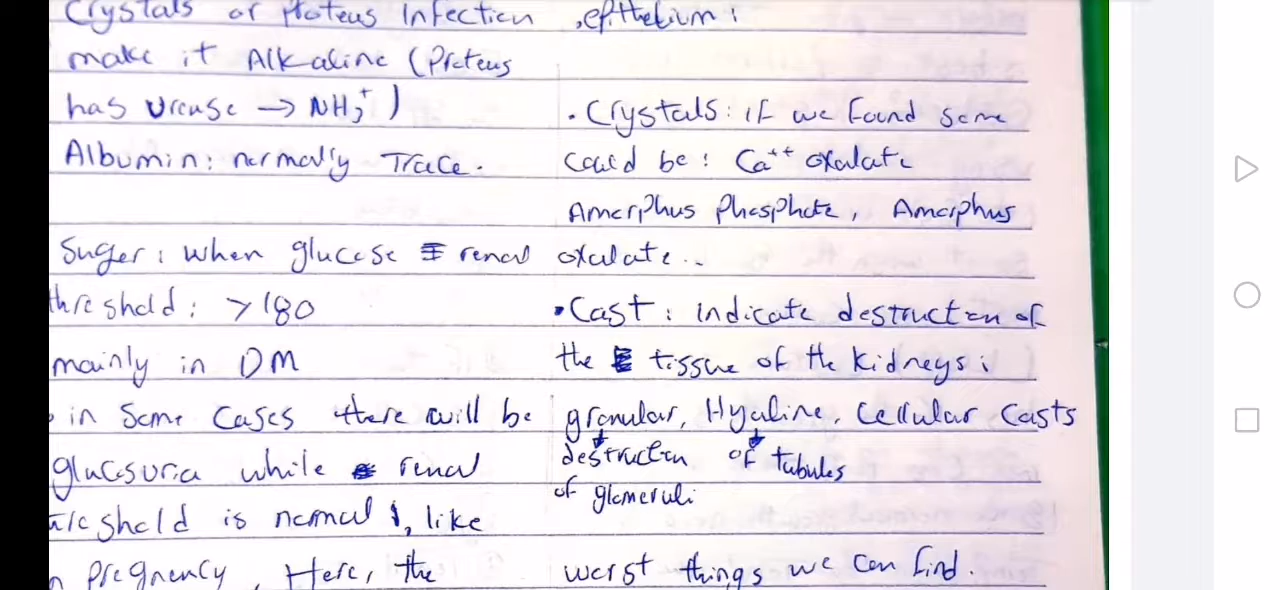 Crystals or Proteus Infection
make it Alkaline (Proteus
has Urease → NH3+)
Albumin: normally Trace.
Suger: when glucose renal
threshold: >180
mainly in DM
in Some Cases there will be
glucosuria while renal
threshold is normal, like
pregnency, Here, the
epithelium:
• Crystals: if we found some
Could be: Ca++ oxalate
Amorphus Phosphate, Amorphus
oxalate..
• Cast: indicate destruction of
the tissue of the kidneys:
granular, Hyaline, Cellular Casts
destruction of glomeruli
of tubules
worst things we can find.